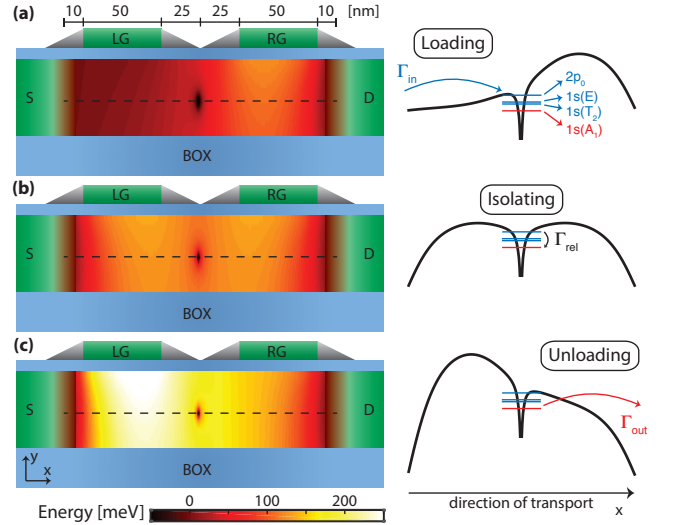 10 50 25 25 50 10 [nm]
(a) LG RG
S D
BOX
Loading
Γin
2p0
1s(E)
1s(T2)
1s(A1)
(b) LG RG
S D
BOX
Isolating
Γrel
(c) LG RG
S D
BOX
y
x
Unloading
Γout
Energy [meV] 0 100 200
direction of transport x